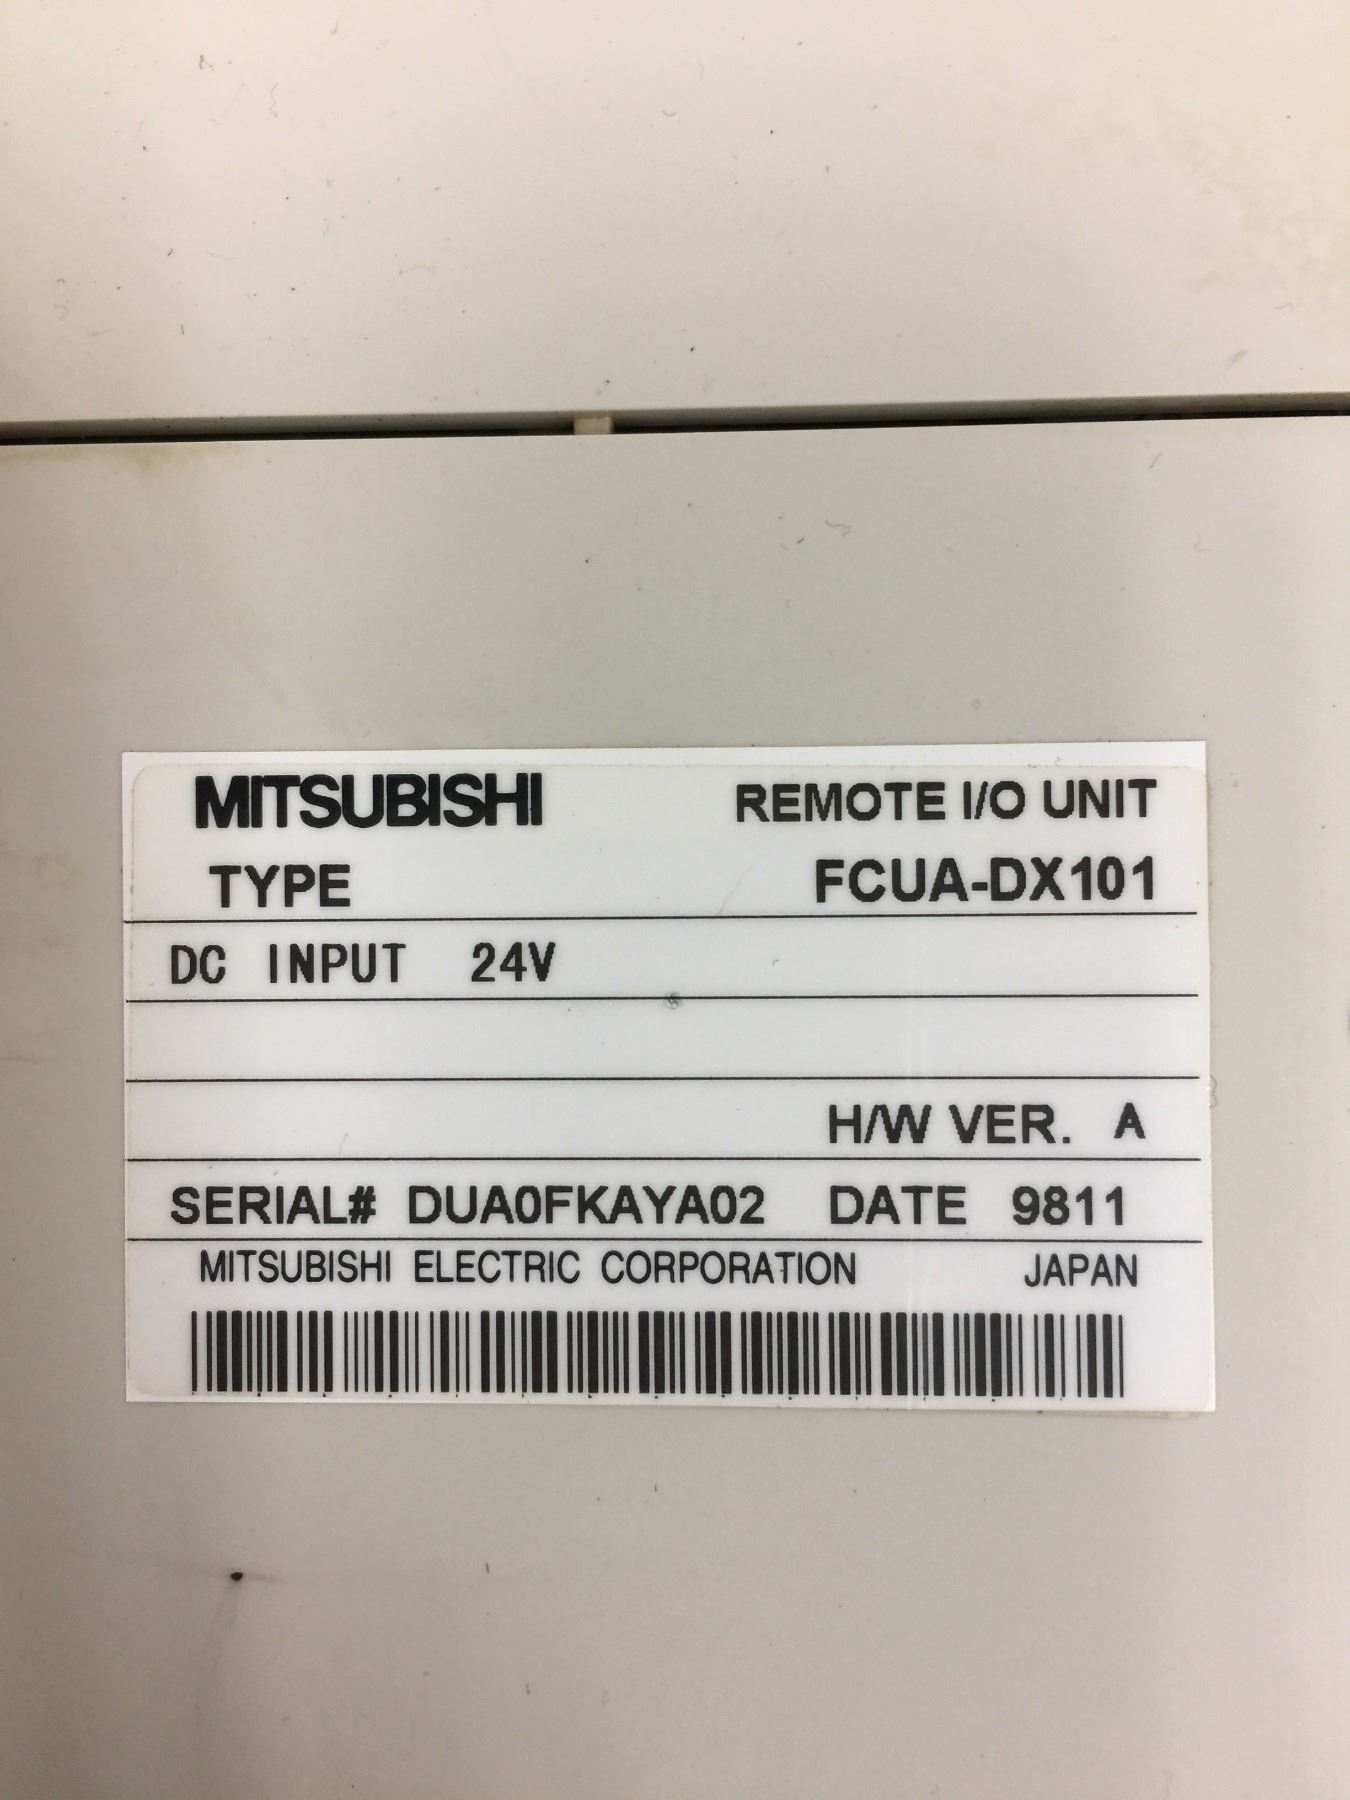 MITSUBISHI REMOTE I/O UNIT
TYPE FCUA-DX101
DC INPUT 24V
H/W VER. A
SERIAL# DUA0FKAYA02 DATE 9811
MITSUBISHI ELECTRIC CORPORATION JAPAN